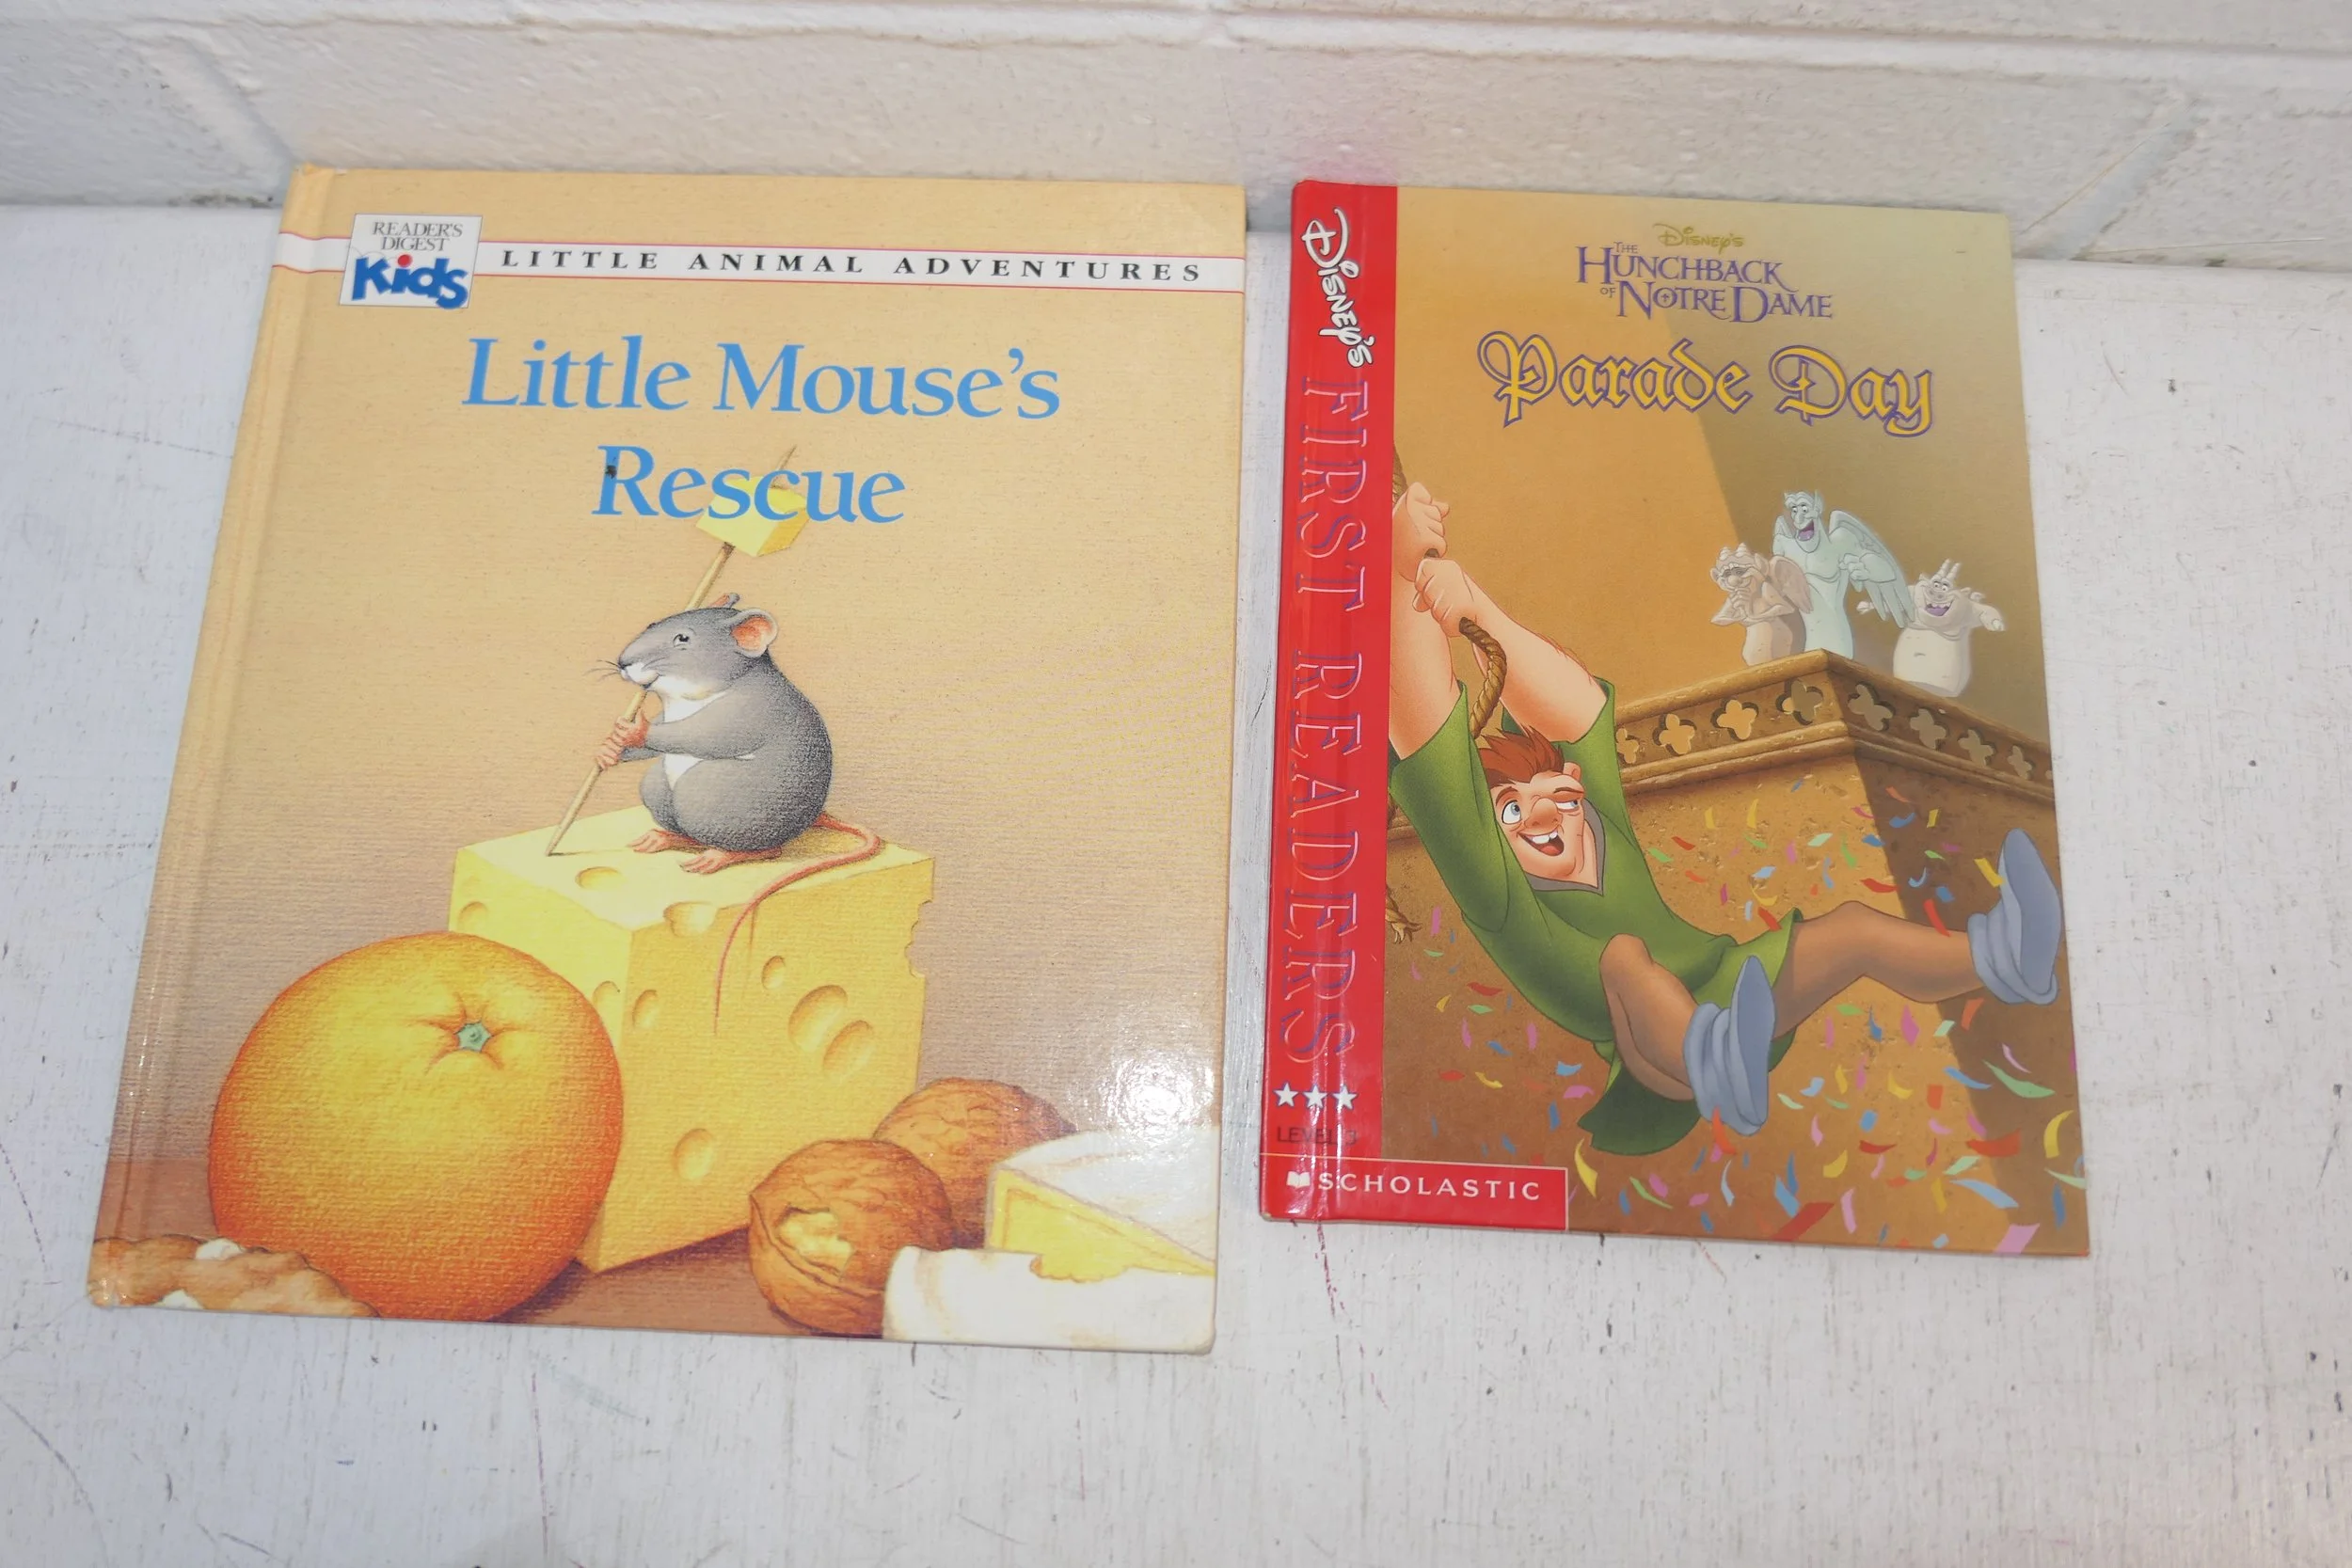 READER'S
DIGEST
Kids
LITTLE ANIMAL ADVENTURES
Little Mouse's
Rescue
Disney's
FIRST READERS
LEVEL 3
SCHOLASTIC
Disney's
THE
HUNCHBACK
OF NOTRE DAME
Parade Day